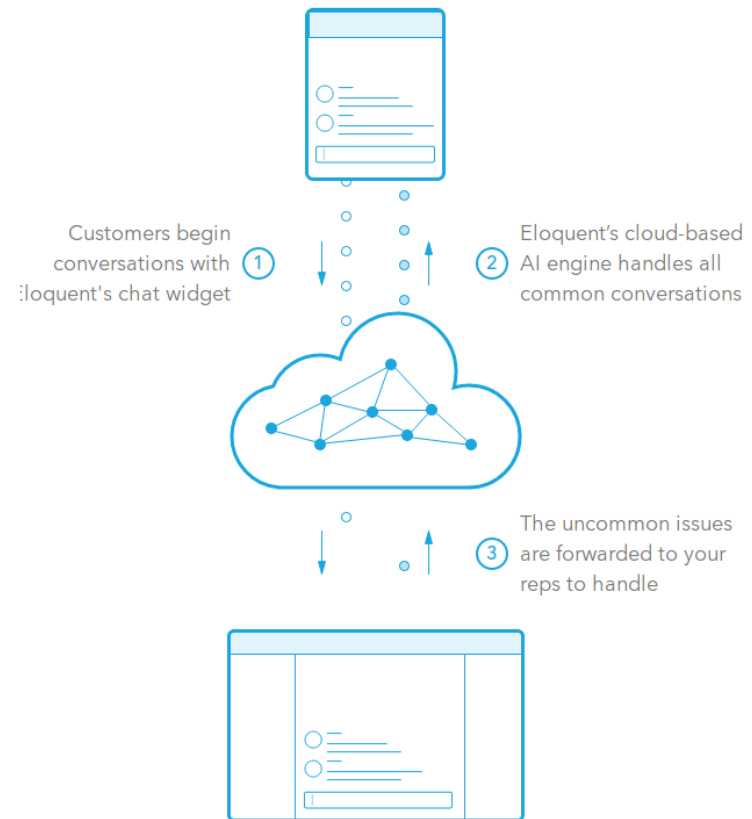 Customers begin
conversations with
1
Eloquent's chat widget
2
Eloquent’s cloud-based
AI engine handles all
common conversations
3
The uncommon issues
are forwarded to your
reps to handle